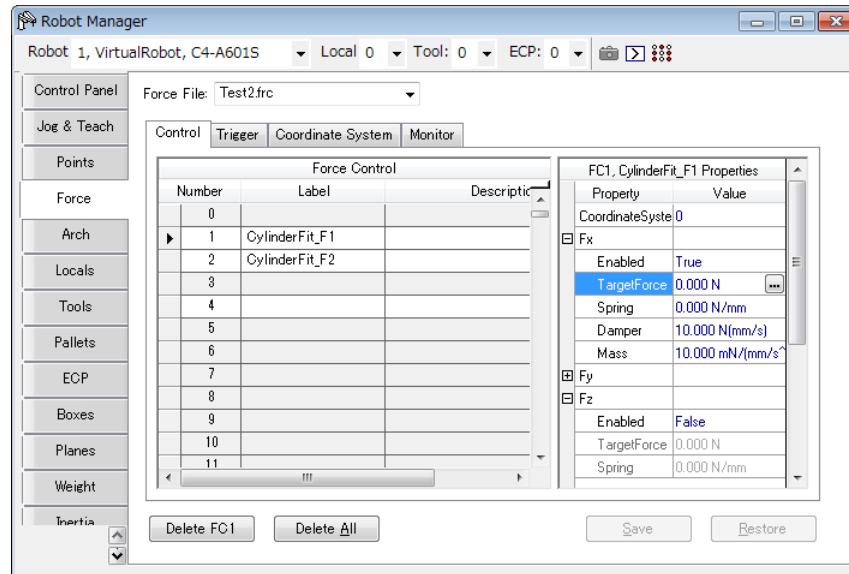 Robot Manager
Robot 1, VirtualRobot, C4-A601S Local 0 Tool: 0 ECP: 0
Control Panel
Jog & Teach
Points
Force
Arch
Locals
Tools
Pallets
ECP
Boxes
Planes
Weight
Inertia
Force File: Test2.frc
Control Trigger Coordinate System Monitor
Force Control
Number Label Descriptic
0
1 CylinderFit_F1
2 CylinderFit_F2
3
4
5
6
7
8
9
10
11
FC1, CylinderFit_F1 Properties
Property Value
CoordinateSyste 0
Fx
Enabled True
TargetForce 0.000 N ...
Spring 0.000 N/mm
Damper 10.000 N(mm/s)
Mass 10.000 mN/(mm/s^
Fy
Fz
Enabled False
TargetForce 0.000 N
Spring 0.000 N/mm
Delete FC1 Delete All Save Restore